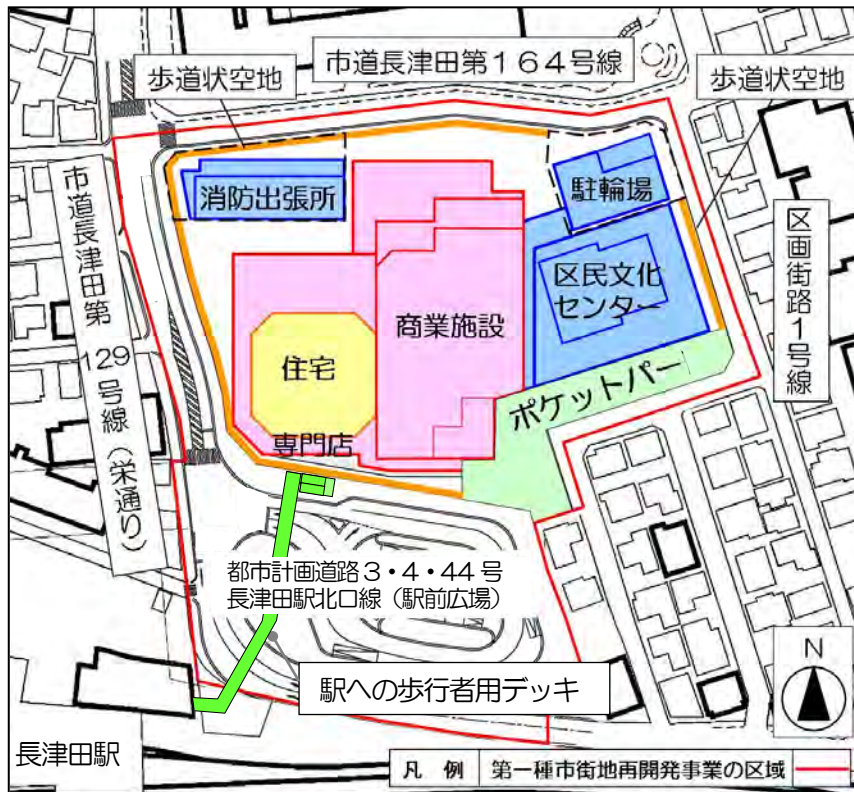 市道長津田第164号線
歩道状空地
歩道状空地
消防出張所
駐輪場
市道長津田第
129号線(栄通り)
区画街路1号線
区民文化
センター
商業施設
住宅
ポケットパー
専門店
都市計画道路3・4・44号
長津田駅北口線(駅前広場)
駅への歩行者用デッキ
N
長津田駅
凡 例 第一種市街地再開発事業の区域